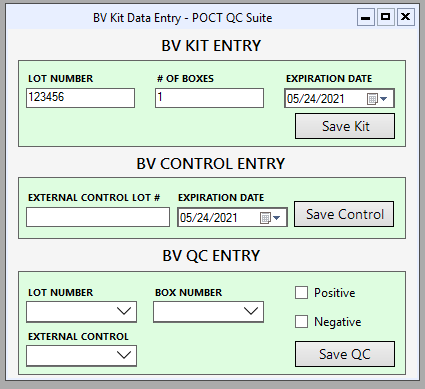 BV Kit Data Entry - POCT QC Suite
BV KIT ENTRY
LOT NUMBER # OF BOXES EXPIRATION DATE
123456 1 05/24/2021
Save Kit
BV CONTROL ENTRY
EXTERNAL CONTROL LOT # EXPIRATION DATE
05/24/2021 Save Control
BV QC ENTRY
LOT NUMBER BOX NUMBER Positive
Negative
EXTERNAL CONTROL
Save QC